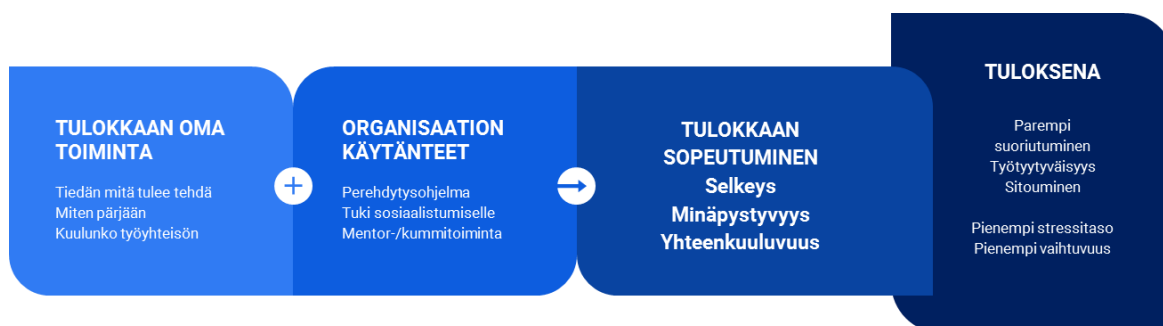 TULOKKAAN OMA
TOIMINTA
Tiedän mitä tulee tehdä
Miten pärjään
Kuulunko työyhteisön
ORGANISAATION
KÄYTÄNTEET
Perehdytysohjelma
Tuki sosiaalistumiselle
Mentor-/kummitoiminta
TULOKKAAN
SOPEUTUMINEN
Selkeys
Minäpystyvyys
Yhteenkuuluvuus
TULOKSENA
Parempi
suoriutuminen
Työtyytyväisyys
Sitouminen
Pienempi stressitaso
Pienempi vaihtuvuus